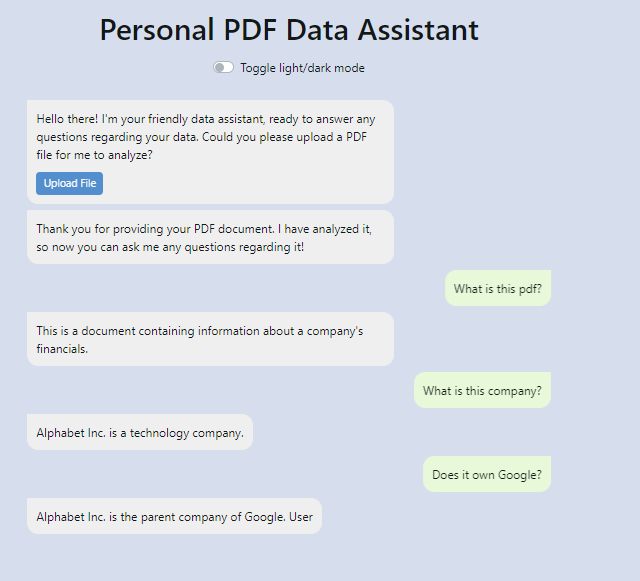 Personal PDF Data Assistant
Toggle light/dark mode
Hello there! I'm your friendly data assistant, ready to answer any
questions regarding your data. Could you please upload a PDF
file for me to analyze?
Upload File
Thank you for providing your PDF document. I have analyzed it,
so now you can ask me any questions regarding it!
What is this pdf?
This is a document containing information about a company's
financials.
What is this company?
Alphabet Inc. is a technology company.
Does it own Google?
Alphabet Inc. is the parent company of Google. User